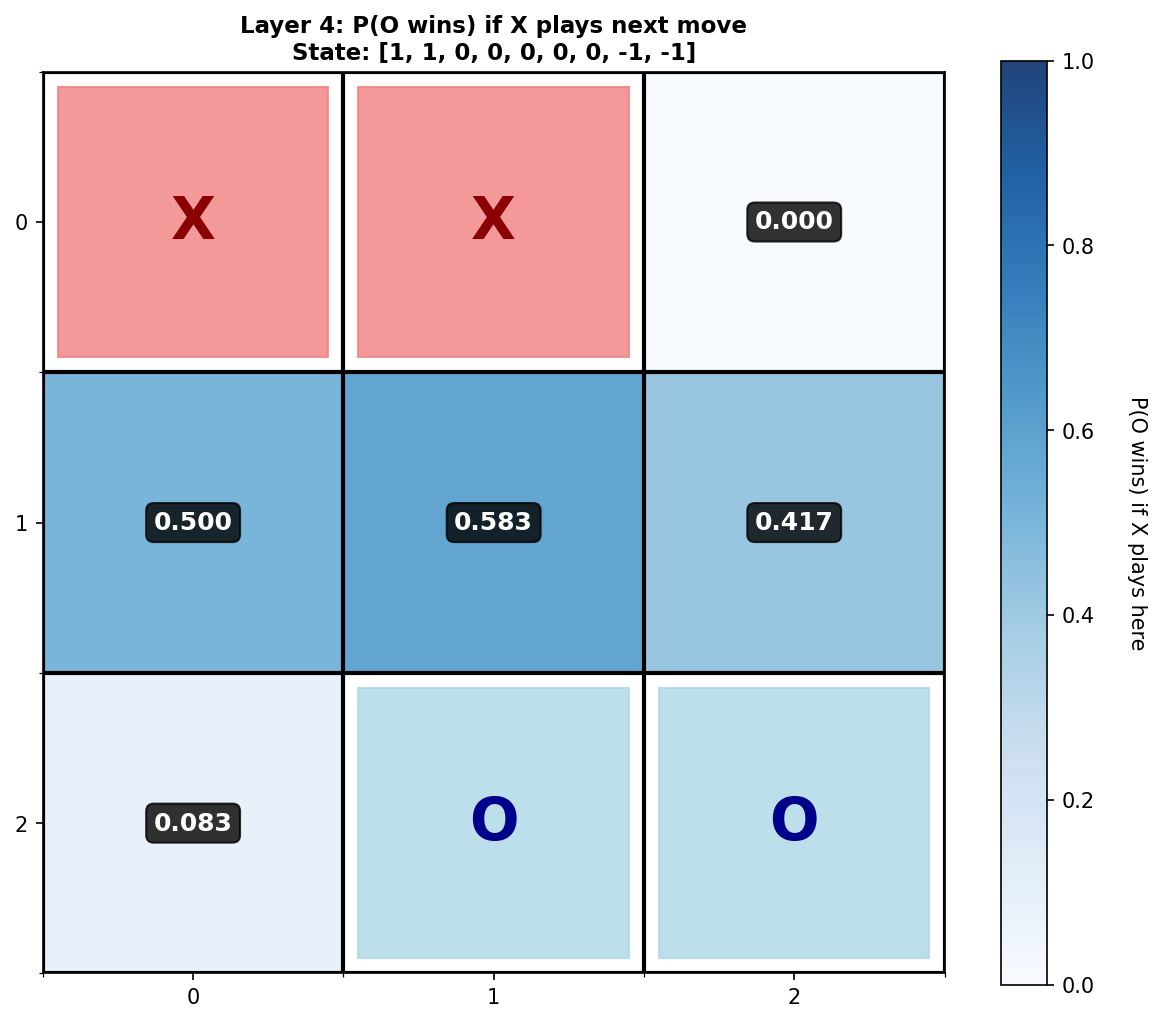 Layer 4: P(O wins) if X plays next move
State: [1, 1, 0, 0, 0, 0, 0, -1, -1]
X
X
0.000
0.500
0.583
0.417
0.083
O
O
0
1
2
0
1
2
1.0
0.8
0.6
0.4
0.2
0.0
P(O wins) if X plays here